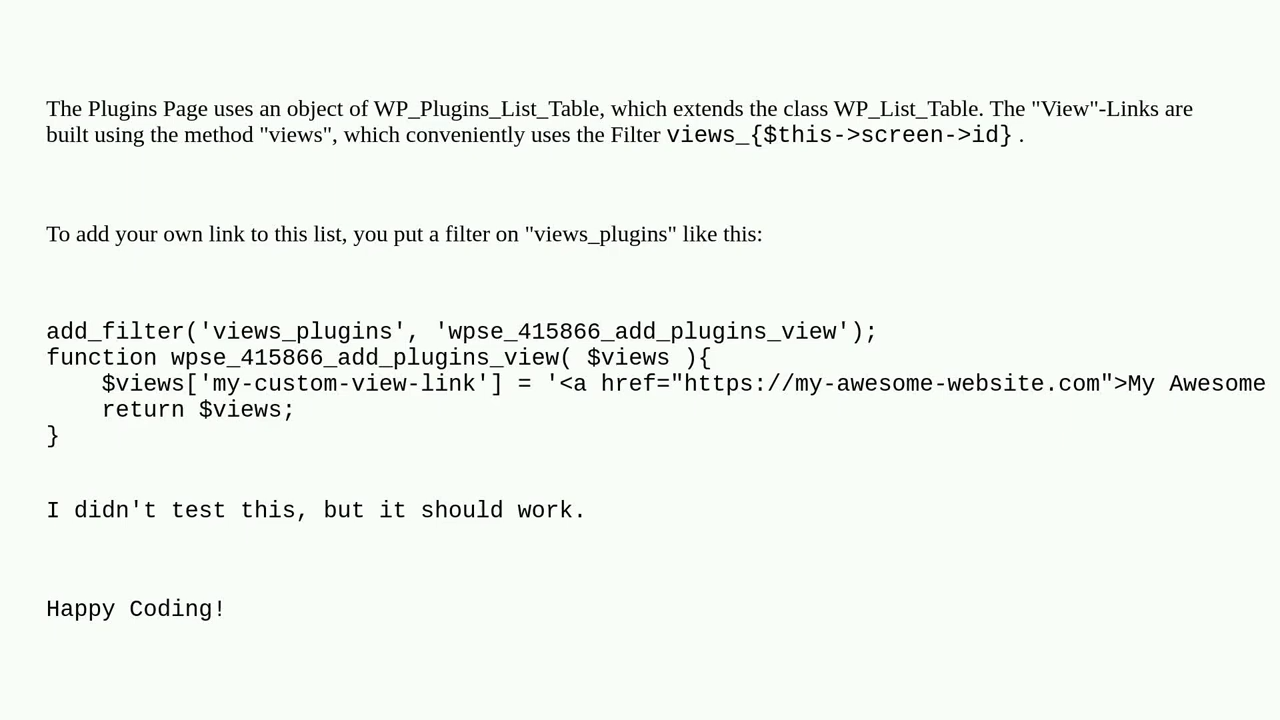 The Plugins Page uses an object of WP_Plugins_List_Table, which extends the class WP_List_Table. The "View"-Links are
built using the method "views", which conveniently uses the Filter views_{$this->screen->id} .
To add your own link to this list, you put a filter on "views_plugins" like this:
add_filter('views_plugins', 'wpse_415866_add_plugins_view');
function wpse_415866_add_plugins_view( $views ){
    $views['my-custom-view-link'] = '<a href="https://my-awesome-website.com">My Awesome
    return $views;
}
I didn't test this, but it should work.
Happy Coding!